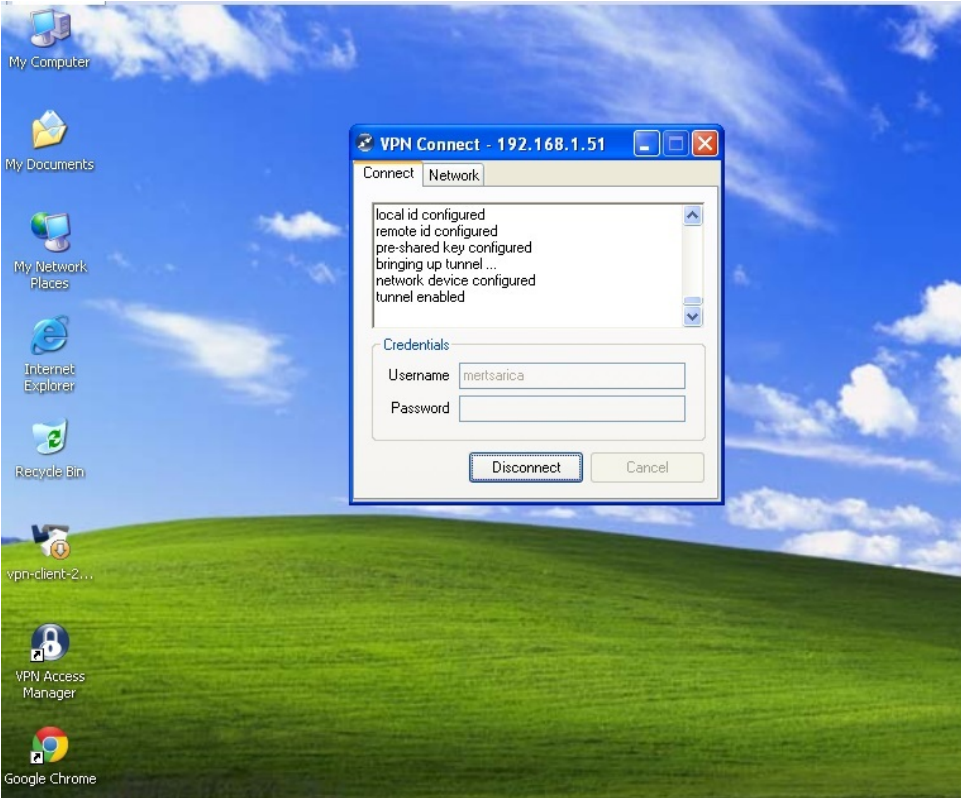 My Computer
My Documents
My Network
Places
Internet
Explorer
Recycle Bin
vpn-client-2...
VPN Access
Manager
Google Chrome
VPN Connect - 192.168.1.51
Connect
Network
local id configured
remote id configured
pre-shared key configured
bringing up tunnel ...
network device configured
tunnel enabled
Credentials
Username
mertsarica
Password
Disconnect
Cancel